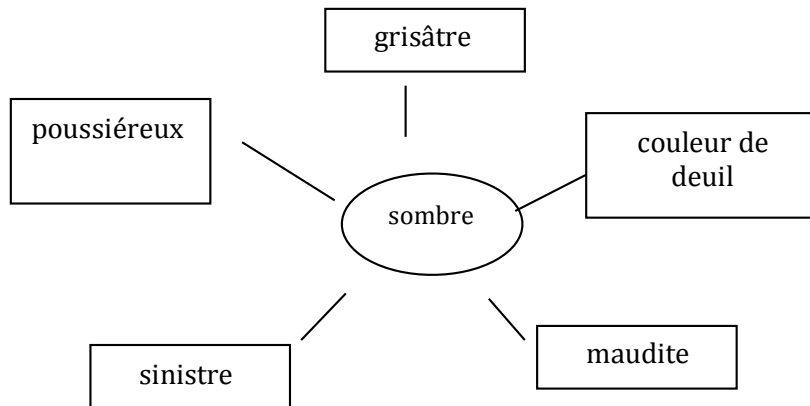 grisâtre
poussiéreux
couleur de
deuil
sombre
sinistre
maudite